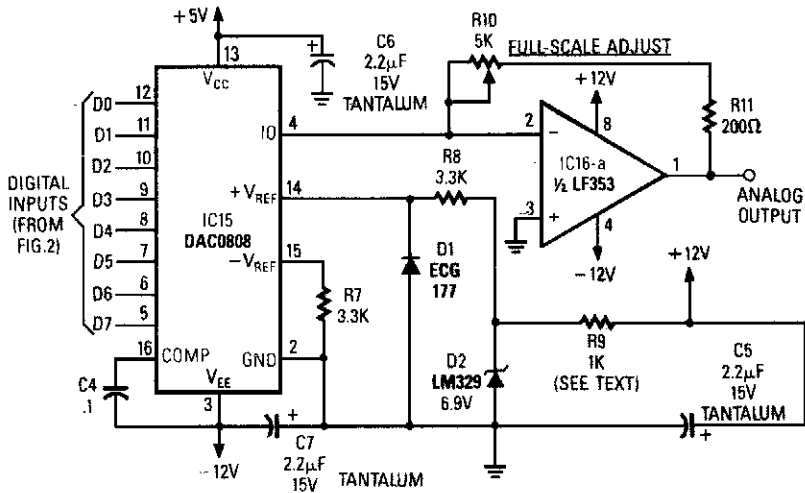 +5V
13
VCC
+
C6
2.2µF
15V
TANTALUM
R10
5K
FULL-SCALE ADJUST
+12V
8
R11
200Ω
D0
12
D1
11
D2
10
D3
9
D4
8
D5
7
D6
6
D7
5
DIGITAL
INPUTS
(FROM
FIG.2)
IC15
DAC0808
IO
4
+VREF
14
-VREF
15
GND
2
16
COMP
VEE
3
-12V
C4
.1
R7
3.3K
R8
3.3K
D1
ECG
177
2
-
IC16-a
½ LF353
3
+
1
4
-12V
ANALOG
OUTPUT
+12V
R9
1K
(SEE TEXT)
D2
LM329
6.9V
C5
2.2µF
15V
TANTALUM
+
+
C7
2.2µF
15V
TANTALUM